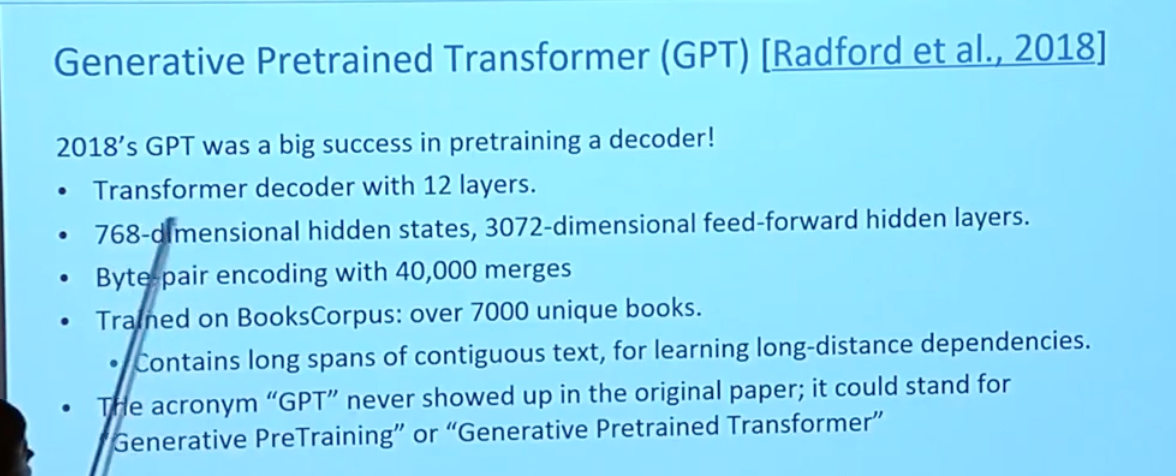 Generative Pretrained Transformer (GPT) [Radford et al., 2018]
2018's GPT was a big success in pretraining a decoder!
• Transformer decoder with 12 layers.
• 768-dimensional hidden states, 3072-dimensional feed-forward hidden layers.
• Byte-pair encoding with 40,000 merges
• Trained on BooksCorpus: over 7000 unique books.
• Contains long spans of contiguous text, for learning long-distance dependencies.
• The acronym “GPT” never showed up in the original paper; it could stand for
“Generative PreTraining” or “Generative Pretrained Transformer”